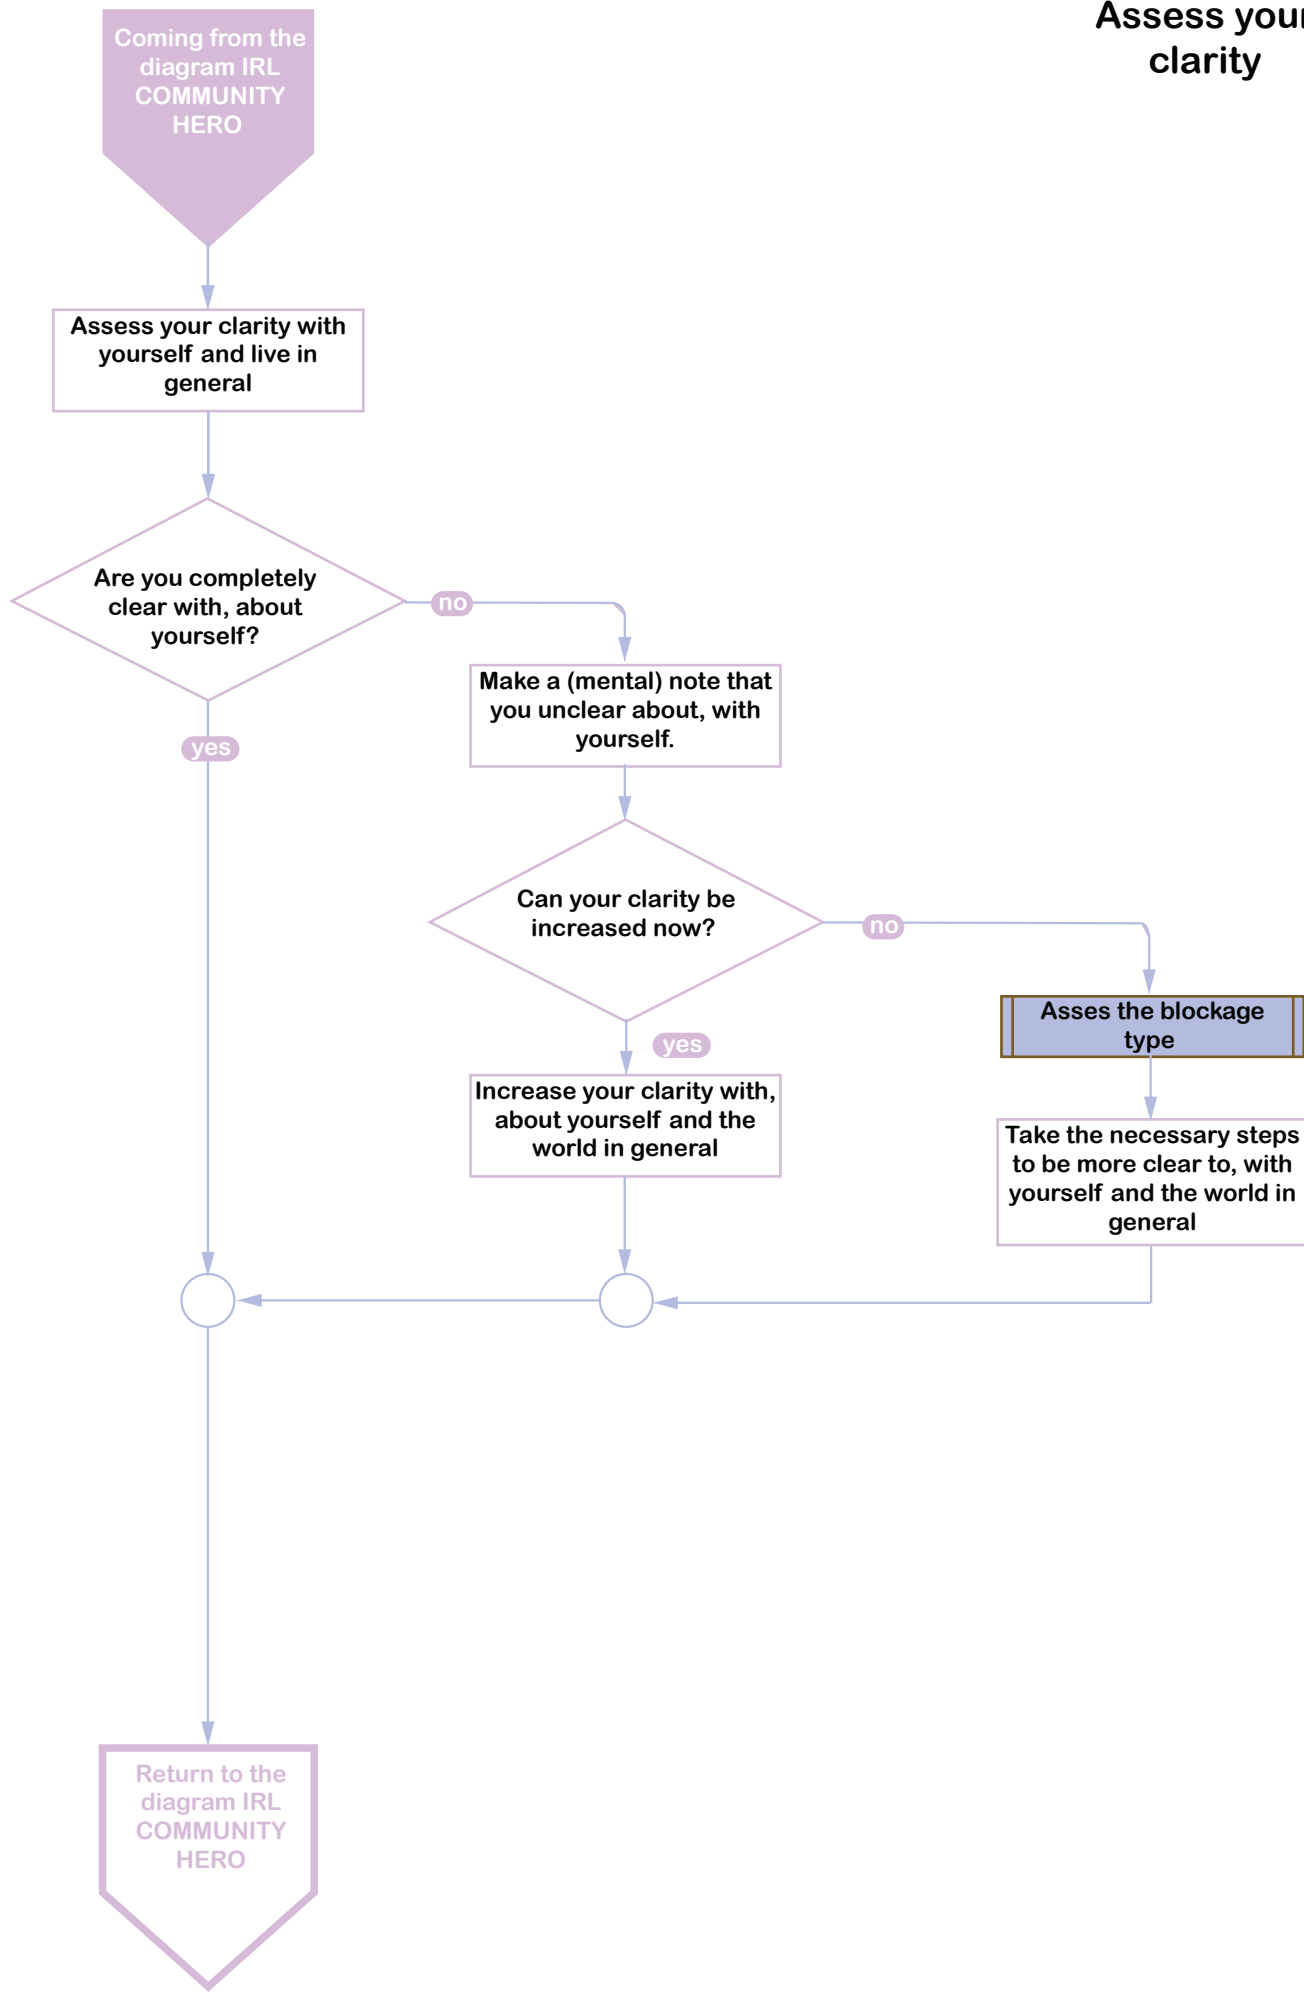 Assess your
clarity
Coming from the
diagram IRL
COMMUNITY
HERO
Assess your clarity with
yourself and live in
general
Are you completely
clear with, about
yourself?
no
yes
Make a (mental) note that
you unclear about, with
yourself.
Can your clarity be
increased now?
no
yes
Asses the blockage
type
Increase your clarity with,
about yourself and the
world in general
Take the necessary steps
to be more clear to, with
yourself and the world in
general
Return to the
diagram IRL
COMMUNITY
HERO